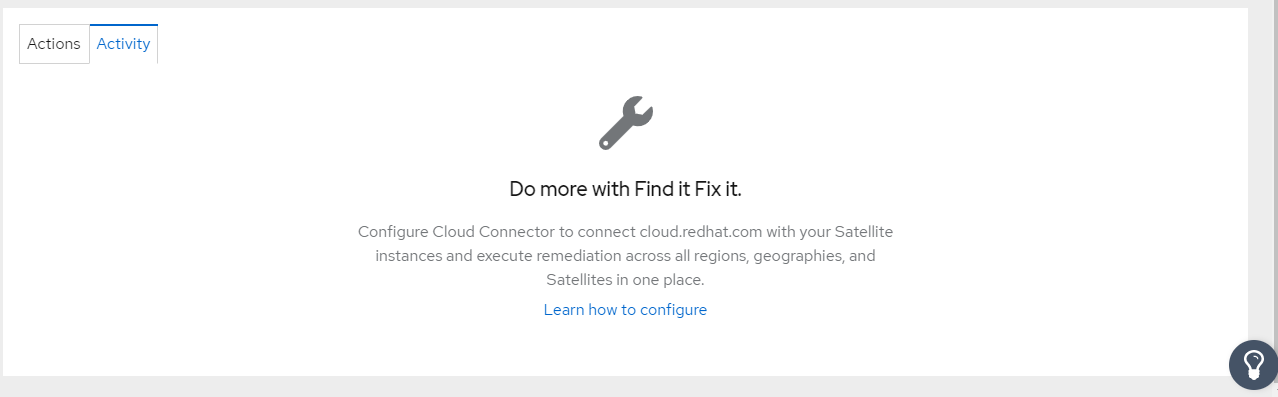 Actions
Activity
Do more with Find it Fix it.
Configure Cloud Connector to connect cloud.redhat.com with your Satellite
instances and execute remediation across all regions, geographies, and
Satellites in one place.
Learn how to configure